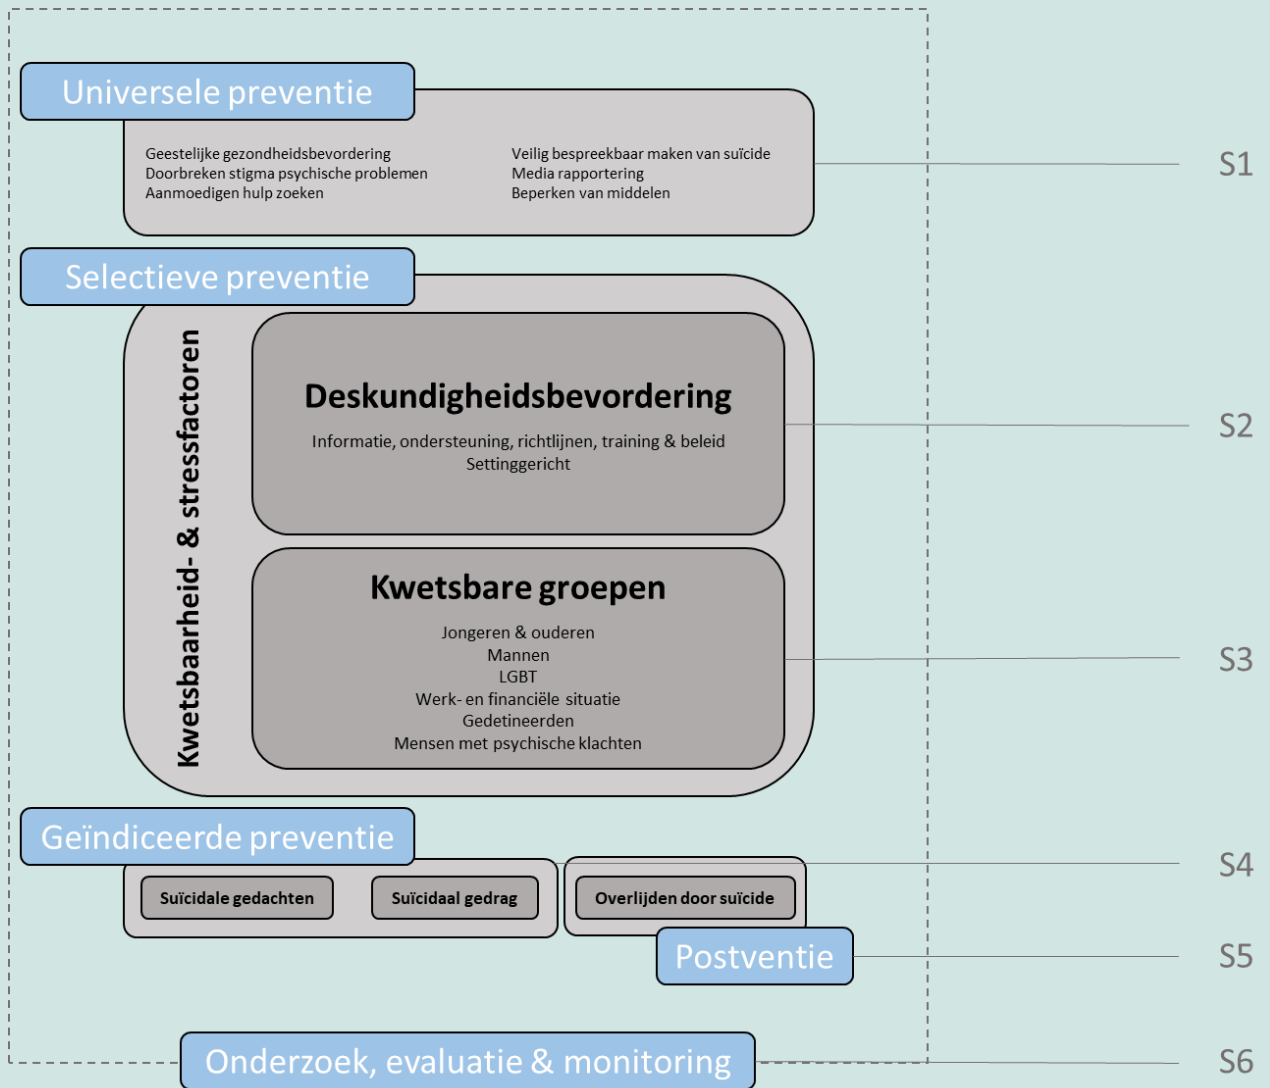 Universele preventie
Geestelijke gezondheidsbevordering
Doorbreken stigma psychische problemen
Aanmoedigen hulp zoeken
Veilig bespreekbaar maken van suïcide
Media rapportering
Beperken van middelen
S1
Selectieve preventie
Kwetsbaarheid- & stressfactoren
Deskundigheidsbevordering
Informatie, ondersteuning, richtlijnen, training & beleid
Settinggericht
S2
Kwetsbare groepen
Jongeren & ouderen
Mannen
LGBT
Werk- en financiële situatie
Gedetineerden
Mensen met psychische klachten
S3
Geïndiceerde preventie
S4
Suïcidale gedachten
Suïcidaal gedrag
Overlijden door suïcide
Postventie
S5
Onderzoek, evaluatie & monitoring
S6